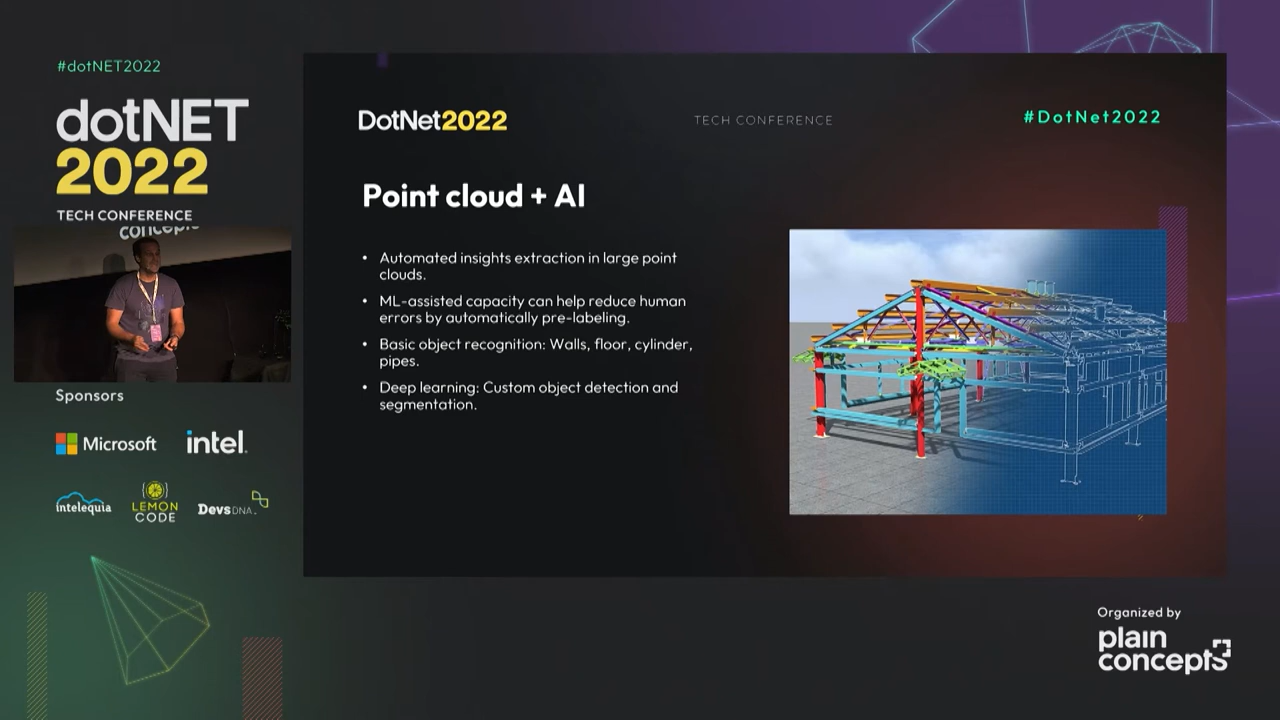 #dotNET2022
dotNET
2022
TECH CONFERENCE
concepts
Sponsors
Microsoft
intel.
intelequia
LEMON
CODE
DevsDNA.
DotNet2022
TECH CONFERENCE
#DotNet2022
Point cloud + AI
• Automated insights extraction in large point
clouds.
• ML-assisted capacity can help reduce human
errors by automatically pre-labeling.
• Basic object recognition: Walls, floor, cylinder,
pipes.
• Deep learning: Custom object detection and
segmentation.
Organized by
plain
concepts